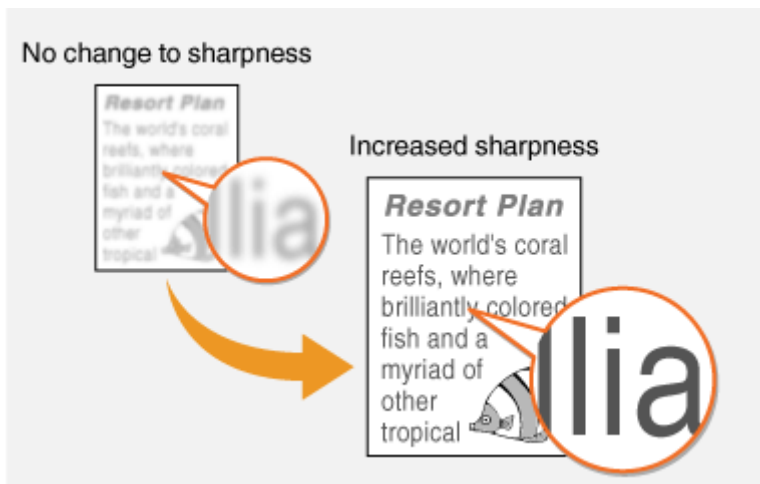 No change to sharpness
Resort Plan
The world's coral
reefs, where
brilliantly colored
fish and a
myriad of
other
tropical
llia
Increased sharpness
Resort Plan
The world's coral
reefs, where
brilliantly colored
fish and a
myriad of
other
tropical
llia